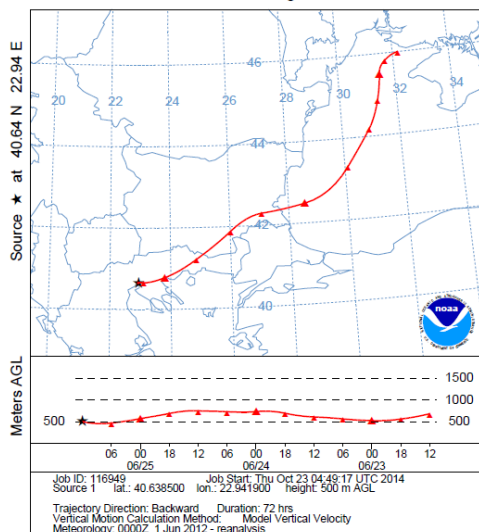 Source ★ at 40.64 N 22.94 E
46
44
42
40
20
22
24
26
28
30
32
34
noaa
Meters AGL
1500
1000
500
500
06 00 18 12 06 00 18 12 06 00 18 12
06/25 06/24 06/23
Job ID: 116949 Job Start: Thu Oct 23 04:49:17 UTC 2014
Source 1 lat.: 40.638500 lon.: 22.941900 height: 500 m AGL
Trajectory Direction: Backward Duration: 72 hrs
Vertical Motion Calculation Method: Model Vertical Velocity
Meteorology: 0000Z 1 Jun 2012 - reanalysis